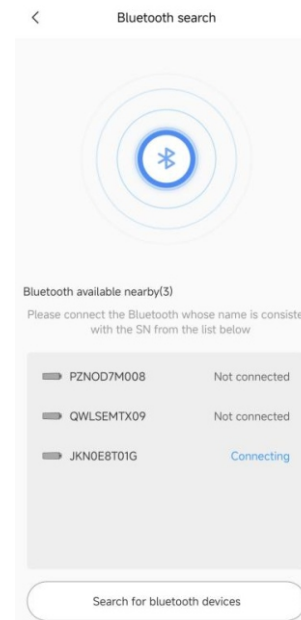 Bluetooth search
Bluetooth available nearby(3)
Please connect the Bluetooth whose name is consiste
with the SN from the list below
PZNOD7M008 Not connected
QWLSEMTX09 Not connected
JKN0E8T01G Connecting
Search for bluetooth devices